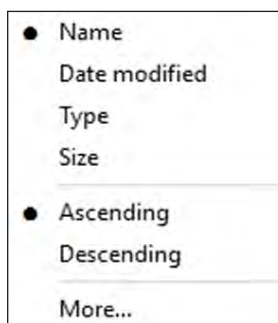 Name
Date modified
Type
Size
Ascending
Descending
More...